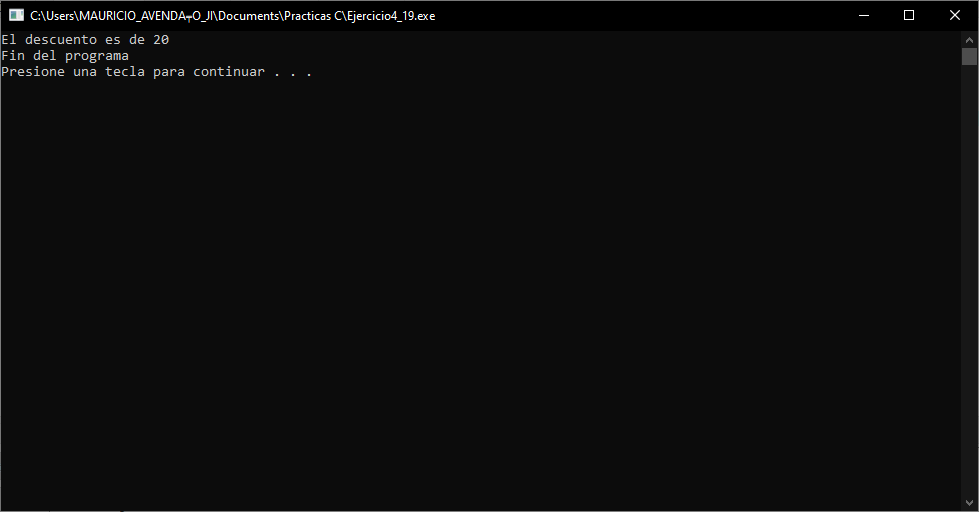 C:\Users\MAURICIO_AVENDA╤O_JI\Documents\Practicas C\Ejercicio4_19.exe
El descuento es de 20
Fin del programa
Presione una tecla para continuar . . .